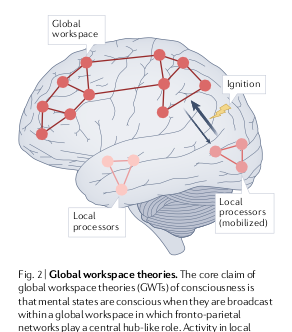 Global
workspace
Ignition
Local
processors
Local
processors
(mobilized)
Fig. 2 | Global workspace theories. The core claim of
global workspace theories (GWTs) of consciousness is
that mental states are conscious when they are broadcast
within a global workspace in which fronto-parietal
networks play a central hub-like role. Activity in local